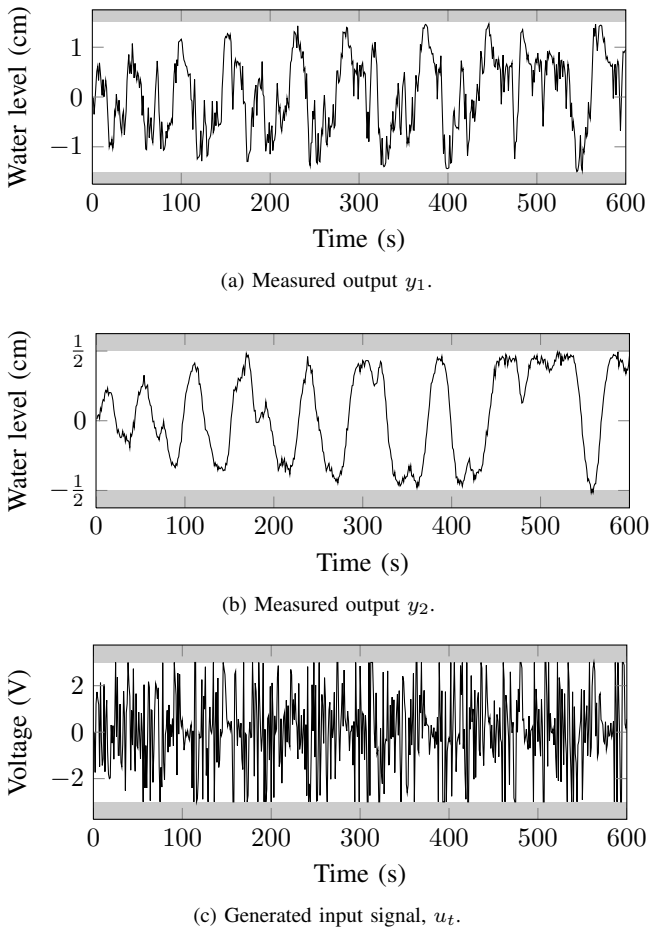 Water level (cm)
1
0
−1
0 100 200 300 400 500 600
Time (s)
(a) Measured output y₁.
Water level (cm)
1/2
0
−1/2
0 100 200 300 400 500 600
Time (s)
(b) Measured output y₂.
Voltage (V)
2
0
−2
0 100 200 300 400 500 600
Time (s)
(c) Generated input signal, uₜ.